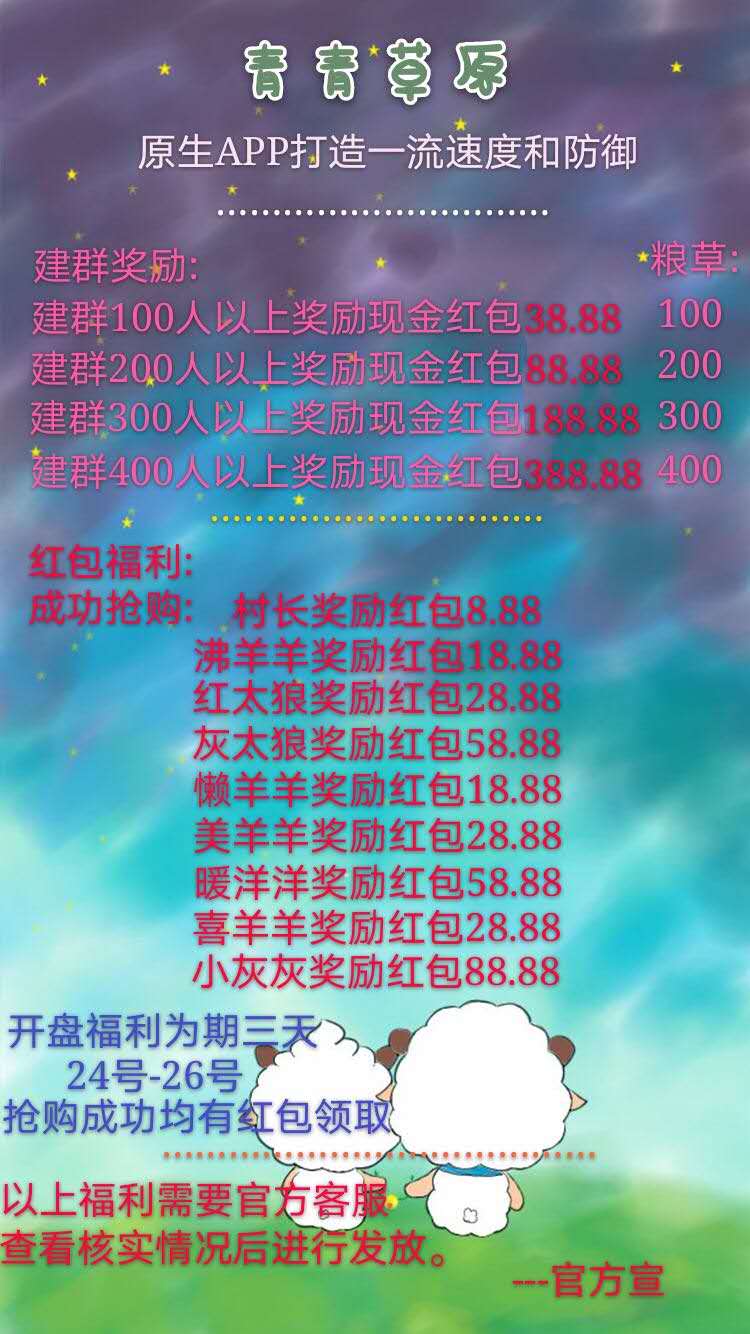 青青草原
原生APP打造一流速度和防御
建群奖励: 粮草:
建群100人以上奖励现金红包38.88 100
建群200人以上奖励现金红包88.88 200
建群300人以上奖励现金红包188.88 300
建群400人以上奖励现金红包388.88 400
红包福利:
成功抢购: 村长奖励红包8.88
沸羊羊奖励红包18.88
红太狼奖励红包28.88
灰太狼奖励红包58.88
懒羊羊奖励红包18.88
美羊羊奖励红包28.88
暖洋洋奖励红包58.88
喜羊羊奖励红包28.88
小灰灰奖励红包88.88
开盘福利为期三天
24号-26号
抢购成功均有红包领取
以上福利需要官方客服
查看核实情况后进行发放。
---官方宣